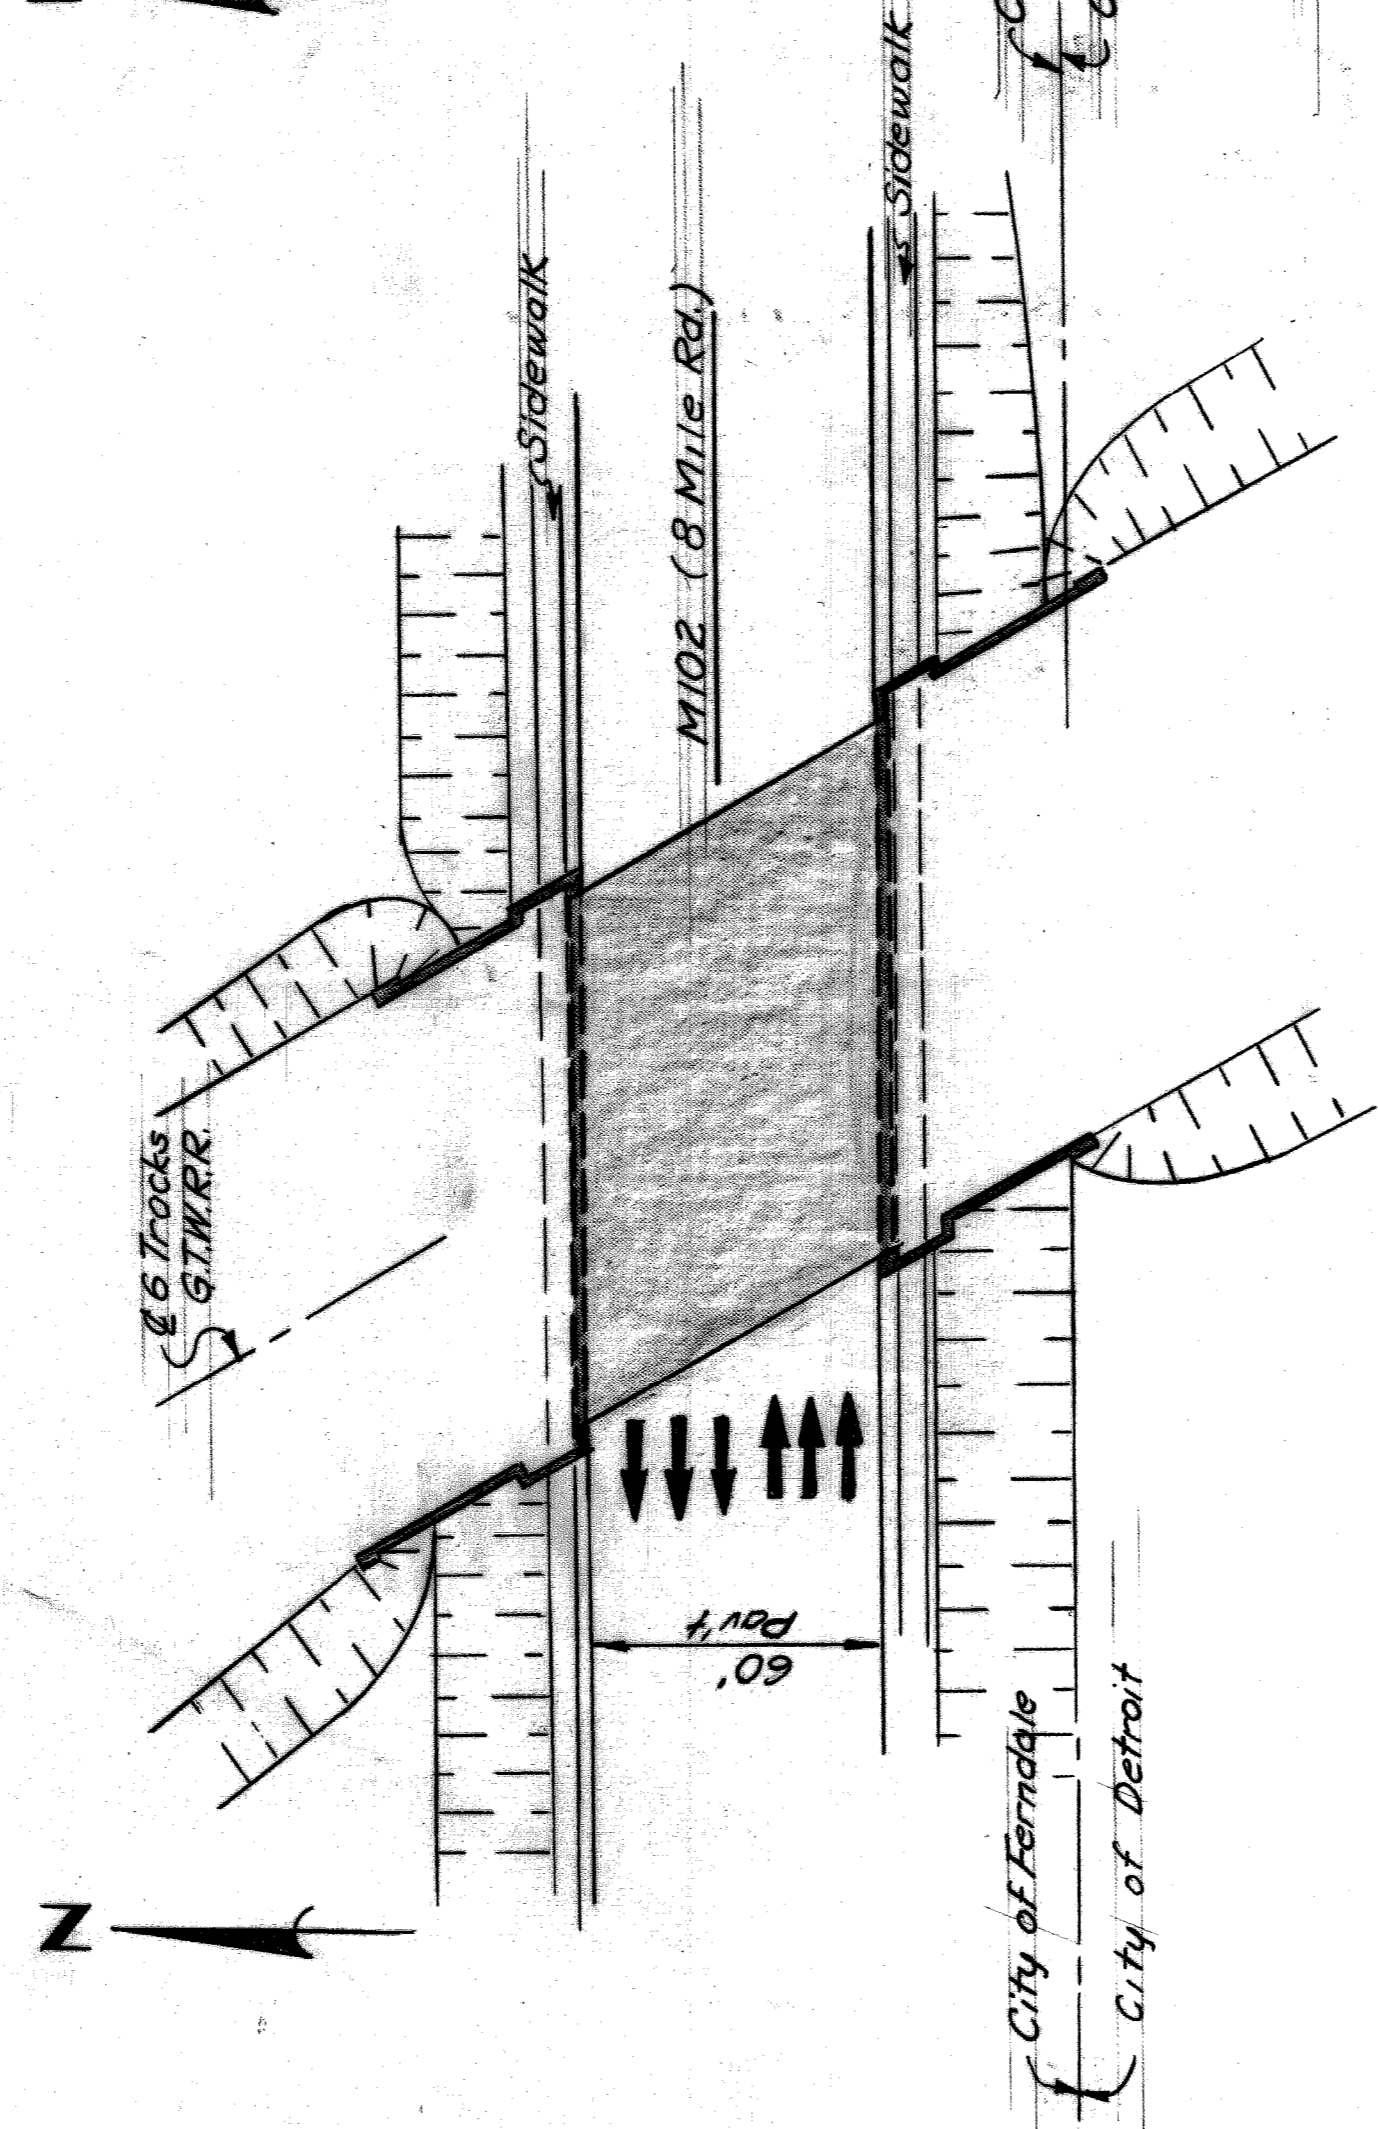 Sidewalk
Sidewalk
M102 (8 Mile Rd.)
℄ 6 Tracks
G.T.W.R.R.
60'
Pav't
N
City of Ferndale
City of Detroit